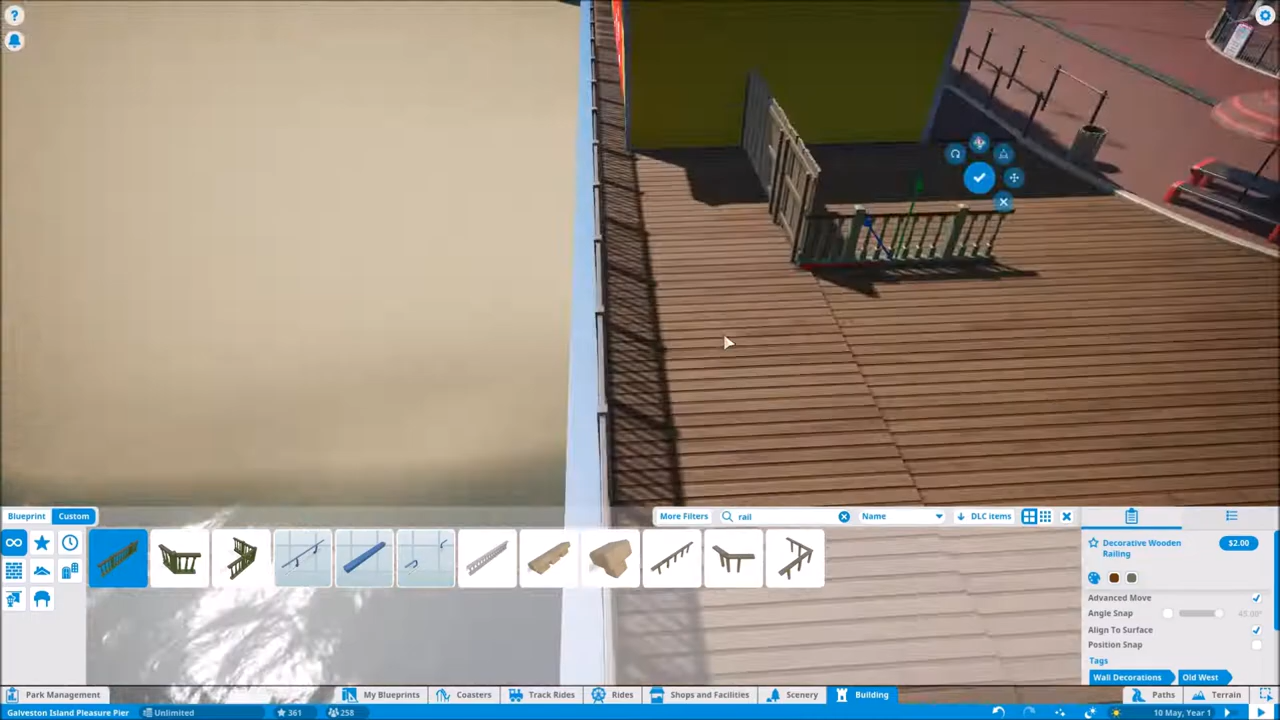 ?
Blueprint
Custom
More Filters
rail
Name
DLC items
Decorative Wooden
Railing
$2.00
Advanced Move
Angle Snap
45.00°
Align To Surface
Position Snap
Tags
Wall Decorations
Old West
Park Management
My Blueprints
Coasters
Track Rides
Rides
Shops and Facilities
Scenery
Building
Paths
Terrain
Galveston Island Pleasure Pier
Unlimited
361
258
10 May, Year 1